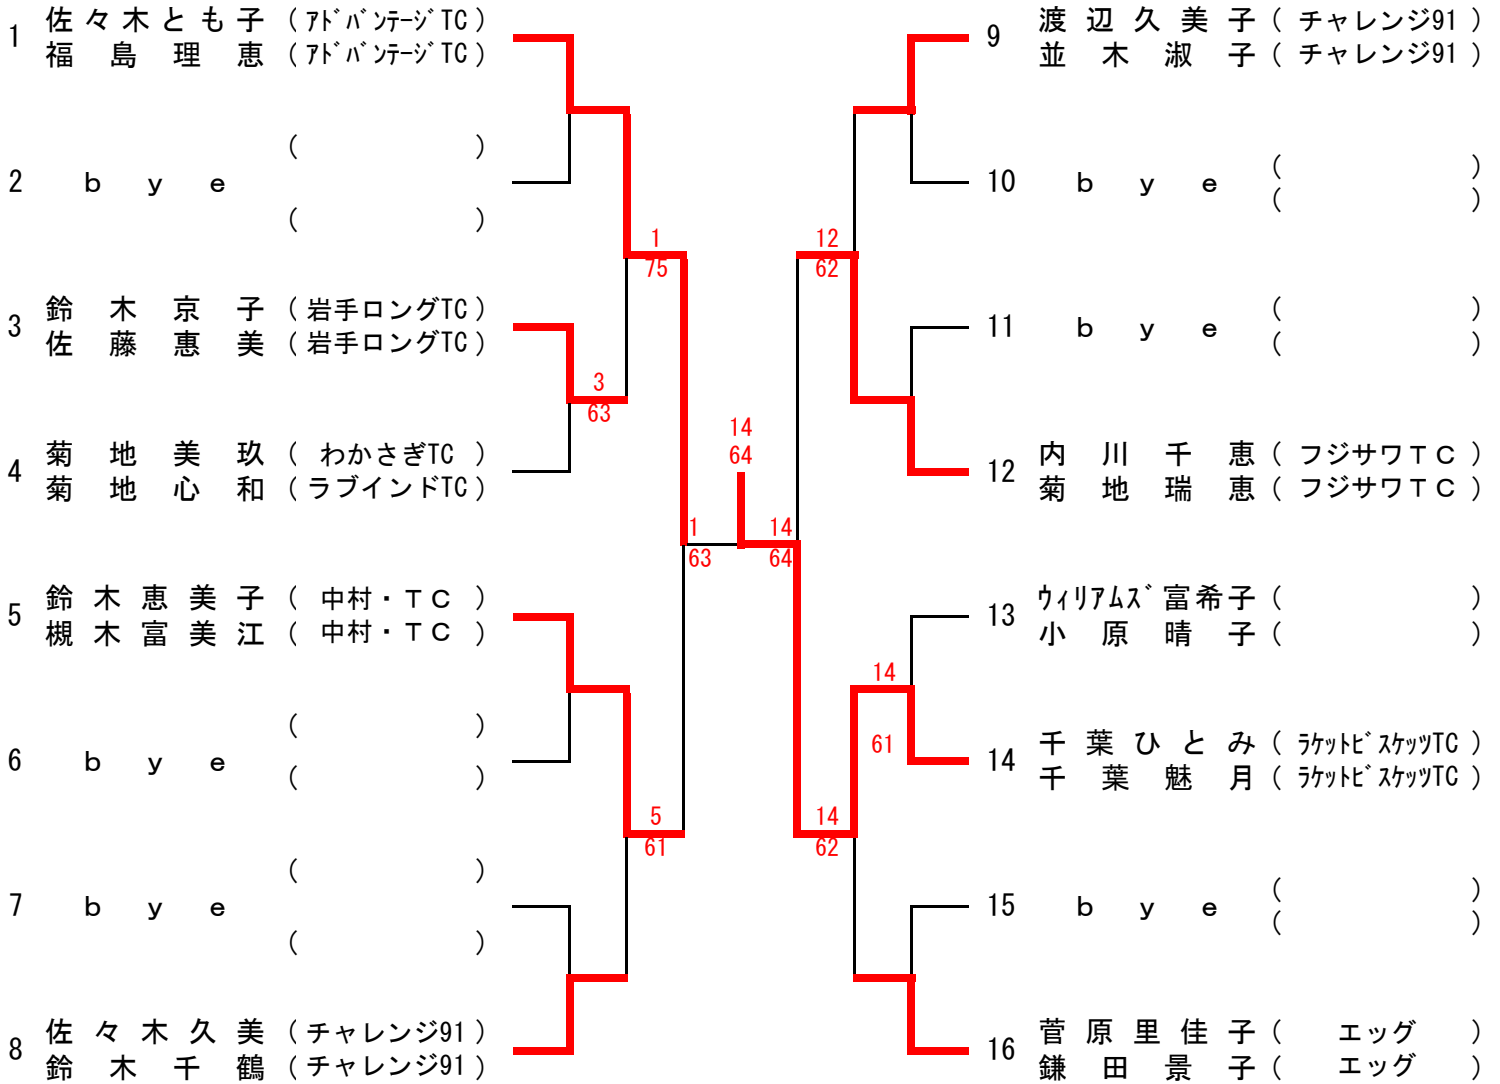 1 佐々木とも子 ( ｱﾄﾞﾊﾞﾝﾃｰｼﾞTC )
福島理恵 ( ｱﾄﾞﾊﾞﾝﾃｰｼﾞTC )
2 ｂｙｅ ( )
( )
3 鈴木京子 ( 岩手ロングTC )
佐藤惠美 ( 岩手ロングTC )
4 菊地美玖 ( わかさぎTC )
菊地心和 ( ラブインドTC )
5 鈴木恵美子 ( 中村・ＴＣ )
槻木富美江 ( 中村・ＴＣ )
6 ｂｙｅ ( )
( )
7 ｂｙｅ ( )
( )
8 佐々木久美 ( チャレンジ91 )
鈴木千鶴 ( チャレンジ91 )
3
63
1
75
5
61
1
63
14
64
14
64
12
62
14
61
14
62
9 渡辺久美子 ( チャレンジ91 )
並木淑子 ( チャレンジ91 )
10 ｂｙｅ ( )
( )
11 ｂｙｅ ( )
( )
12 内川千恵 ( フジサワＴＣ )
菊地瑞恵 ( フジサワＴＣ )
13 ｳｨﾘｱﾑｽﾞ富希子 ( )
小原晴子 ( )
14 千葉ひとみ ( ﾗｹｯﾄﾋﾞｽｹｯﾂTC )
千葉魅月 ( ﾗｹｯﾄﾋﾞｽｹｯﾂTC )
15 ｂｙｅ ( )
( )
16 菅原里佳子 ( エッグ )
鎌田景子 ( エッグ )